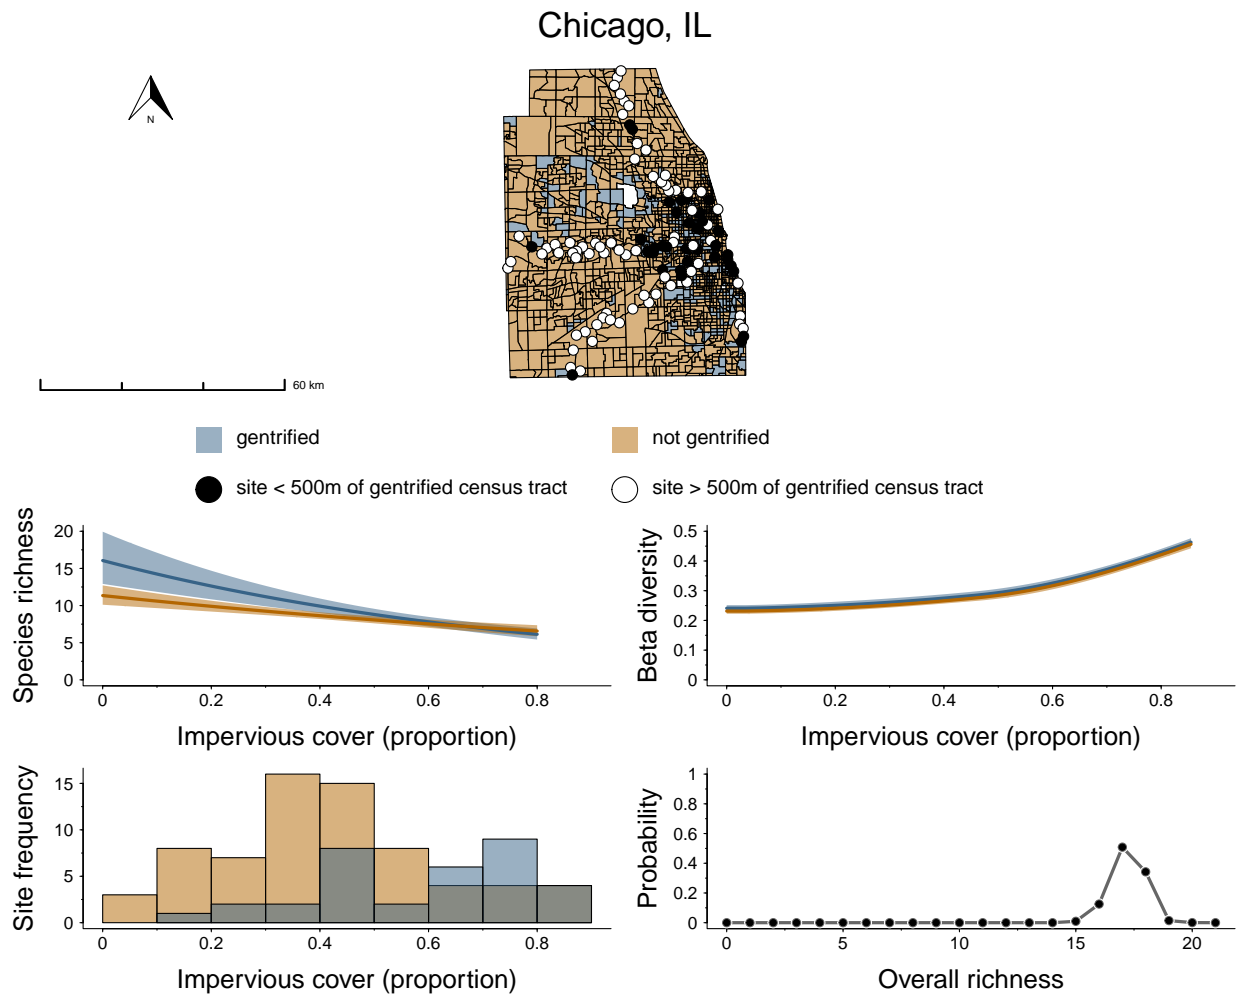 Chicago, IL
N
60 km
gentrified
not gentrified
site < 500m of gentrified census tract
site > 500m of gentrified census tract
Species richness
20
15
10
5
0
0
0.2
0.4
0.6
0.8
Impervious cover (proportion)
Beta diversity
0.5
0.4
0.3
0.2
0.1
0
0
0.2
0.4
0.6
0.8
Impervious cover (proportion)
Site frequency
15
10
5
0
0
0.2
0.4
0.6
0.8
Impervious cover (proportion)
Probability
1
0.8
0.6
0.4
0.2
0
0
5
10
15
20
Overall richness